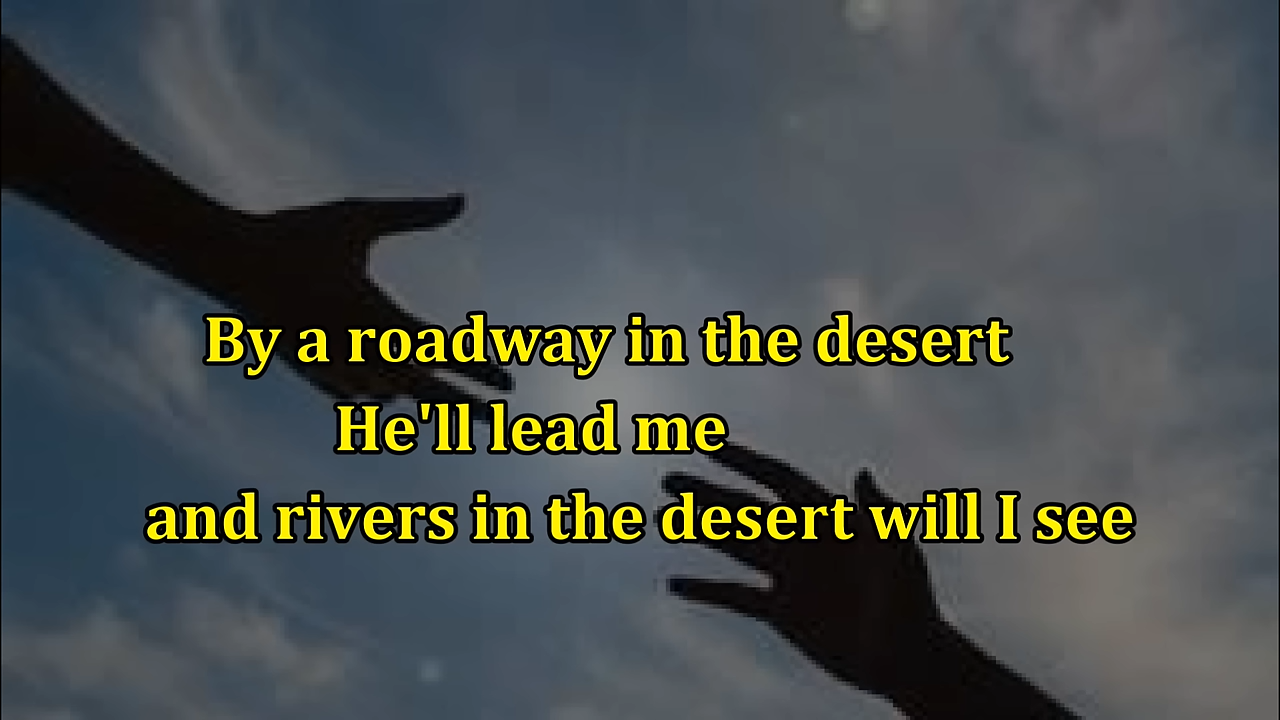 By a roadway in the desert
He'll lead me
and rivers in the desert will I see